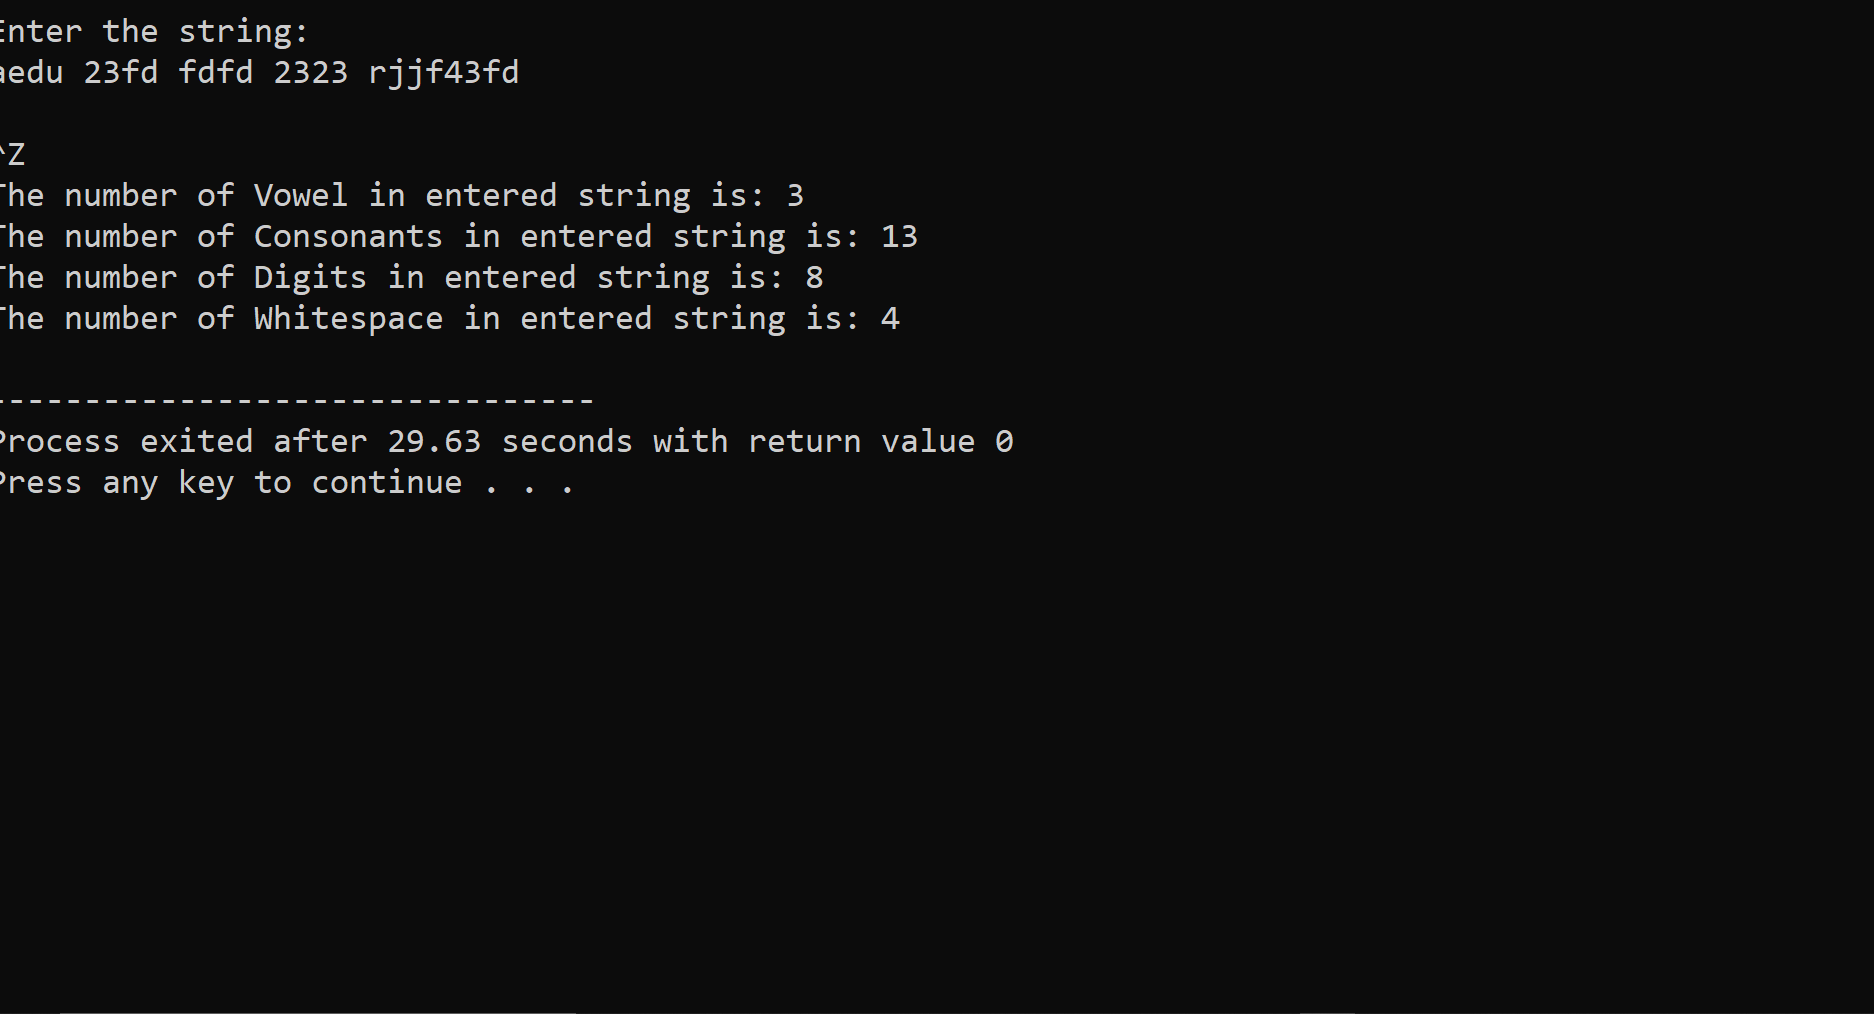 Enter the string:
aedu 23fd fdfd 2323 rjjf43fd
^Z
The number of Vowel in entered string is: 3
The number of Consonants in entered string is: 13
The number of Digits in entered string is: 8
The number of Whitespace in entered string is: 4
--------------------------------
Process exited after 29.63 seconds with return value 0
Press any key to continue . . .